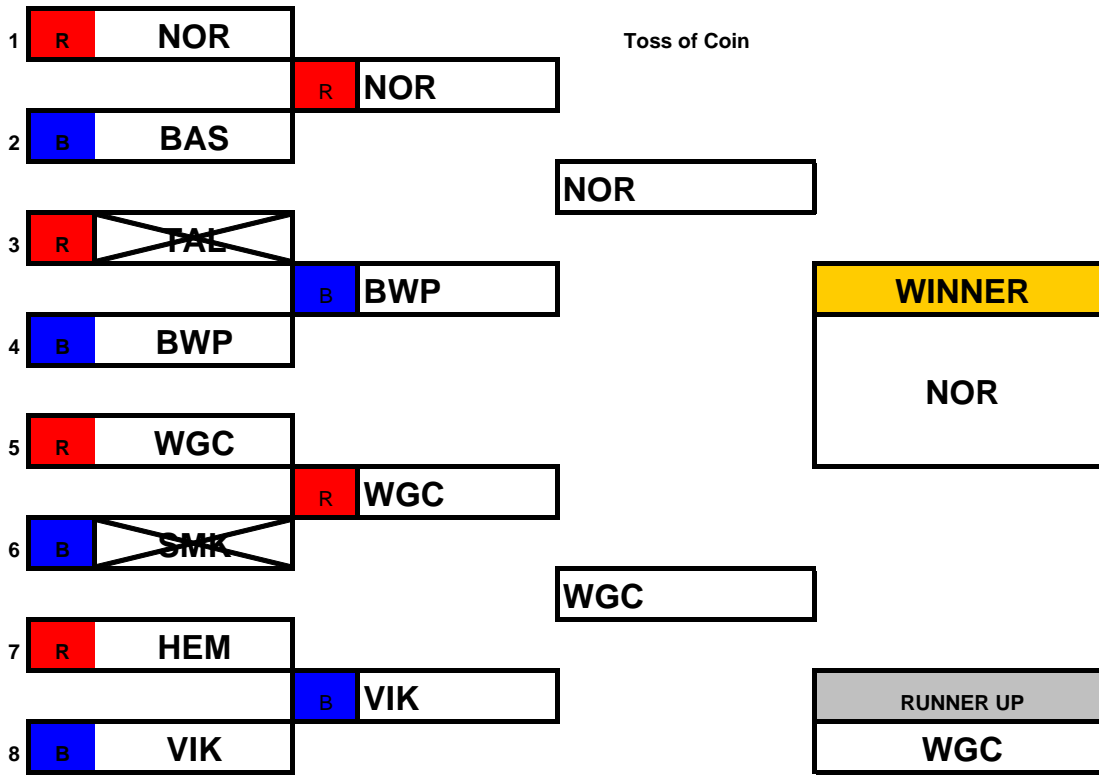 1 R NOR Toss of Coin
R NOR
2 B BAS
NOR
3 R TAL
B BWP WINNER
4 B BWP
NOR
5 R WGC
R WGC
6 B SMK
WGC
7 R HEM
B VIK RUNNER UP
8 B VIK WGC